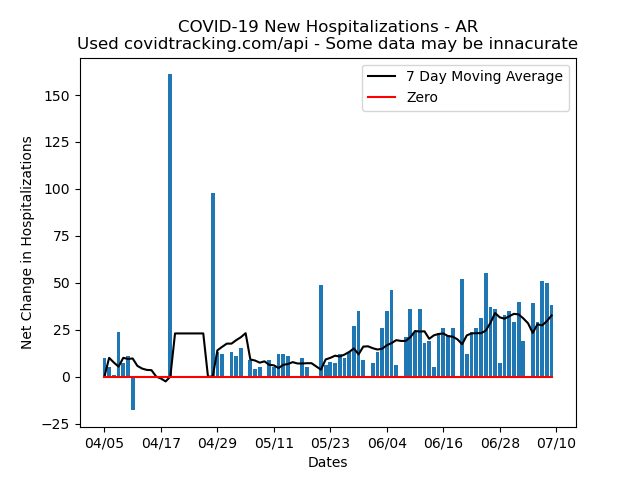 COVID-19 New Hospitalizations - AR
Used covidtracking.com/api - Some data may be innacurate
7 Day Moving Average
Zero
Net Change in Hospitalizations
150
125
100
75
50
25
0
−25
04/05 04/17 04/29 05/11 05/23 06/04 06/16 06/28 07/10
Dates